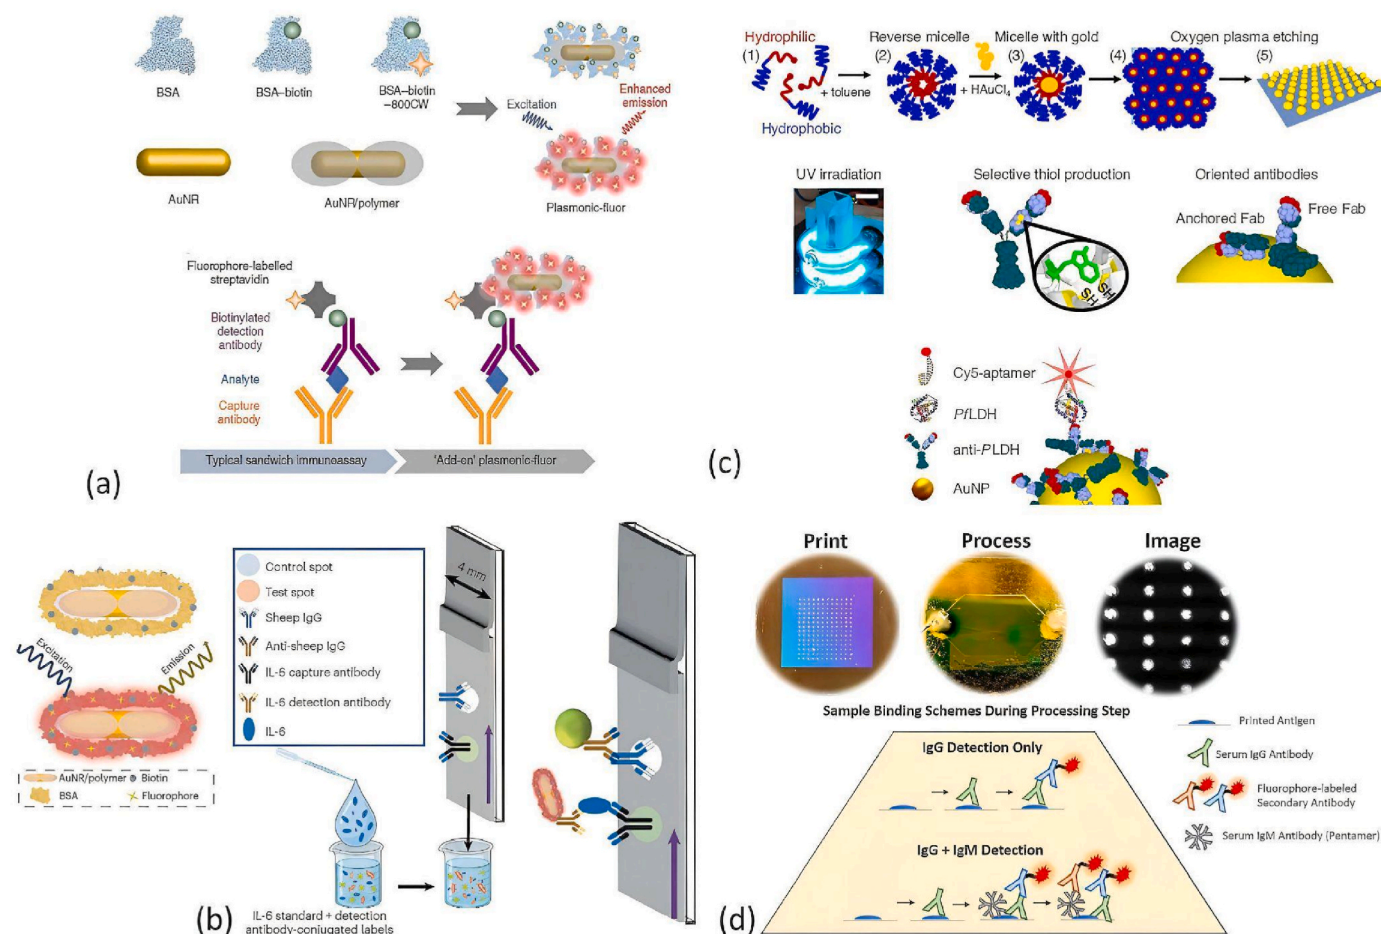 BSA
BSA–biotin
BSA–biotin
–800CW
Excitation
Enhanced
emission
AuNR
AuNR/polymer
Plasmonic-fluor
Fluorophore-labelled
streptavidin
Biotinylated
detection
antibody
Analyte
Capture
antibody
Typical sandwich immunoassay
'Add-on' plasmonic-fluor
(a)
Hydrophilic
(1)
Hydrophobic
+ toluene
Reverse micelle
(2)
+ HAuCl4
Micelle with gold
(3)
Oxygen plasma etching
(4)
(5)
UV irradiation
Selective thiol production
SH
SH
Oriented antibodies
Anchored Fab
Free Fab
Cy5-aptamer
PfLDH
anti-PLDH
AuNP
(c)
Excitation
Emission
AuNR/polymer
Biotin
BSA
Fluorophore
Control spot
Test spot
Sheep IgG
Anti-sheep IgG
IL-6 capture antibody
IL-6 detection antibody
IL-6
4 mm
IL-6 standard + detection
antibody-conjugated labels
(b)
Print
Process
Image
Sample Binding Schemes During Processing Step
IgG Detection Only
IgG + IgM Detection
Printed Antigen
Serum IgG Antibody
Fluorophore-labeled
Secondary Antibody
Serum IgM Antibody (Pentamer)
(d)